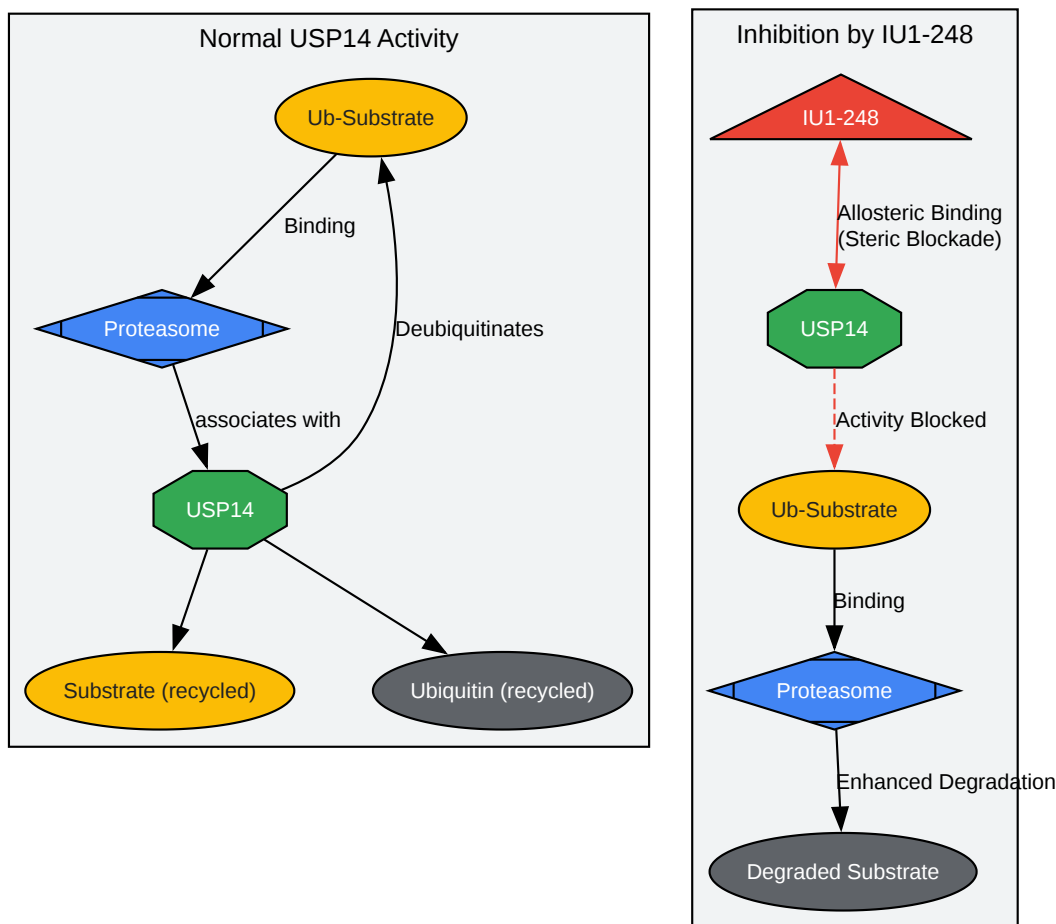 Normal USP14 Activity
Ub-Substrate
Binding
Proteasome
Deubiquitinates
associates with
USP14
Substrate (recycled)
Ubiquitin (recycled)
Inhibition by IU1-248
IU1-248
Allosteric Binding
(Steric Blockade)
USP14
Activity Blocked
Ub-Substrate
Binding
Proteasome
Enhanced Degradation
Degraded Substrate